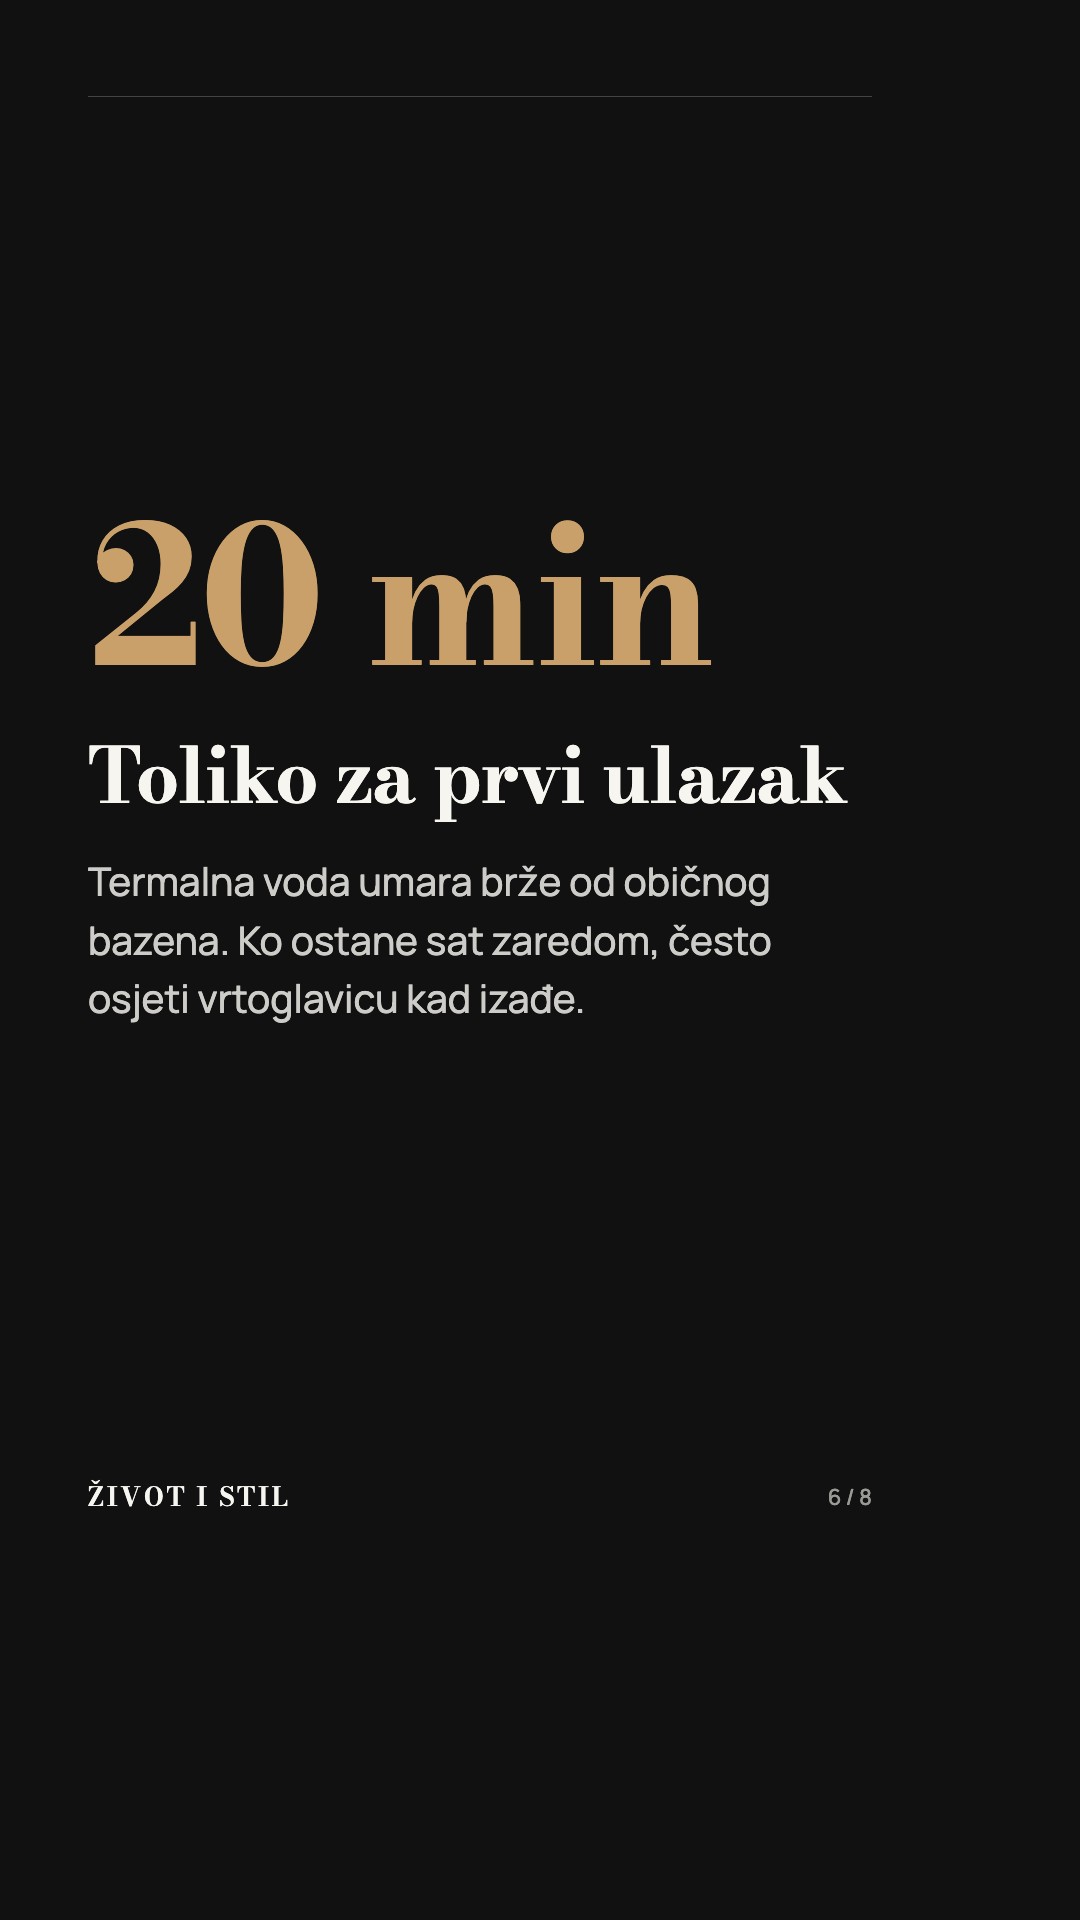 20 min
Toliko za prvi ulazak
Termalna voda umara brže od običnog
bazena. Ko ostane sat zaredom, često
osjeti vrtoglavicu kad izađe.
ŽIVOT I STIL
6 / 8